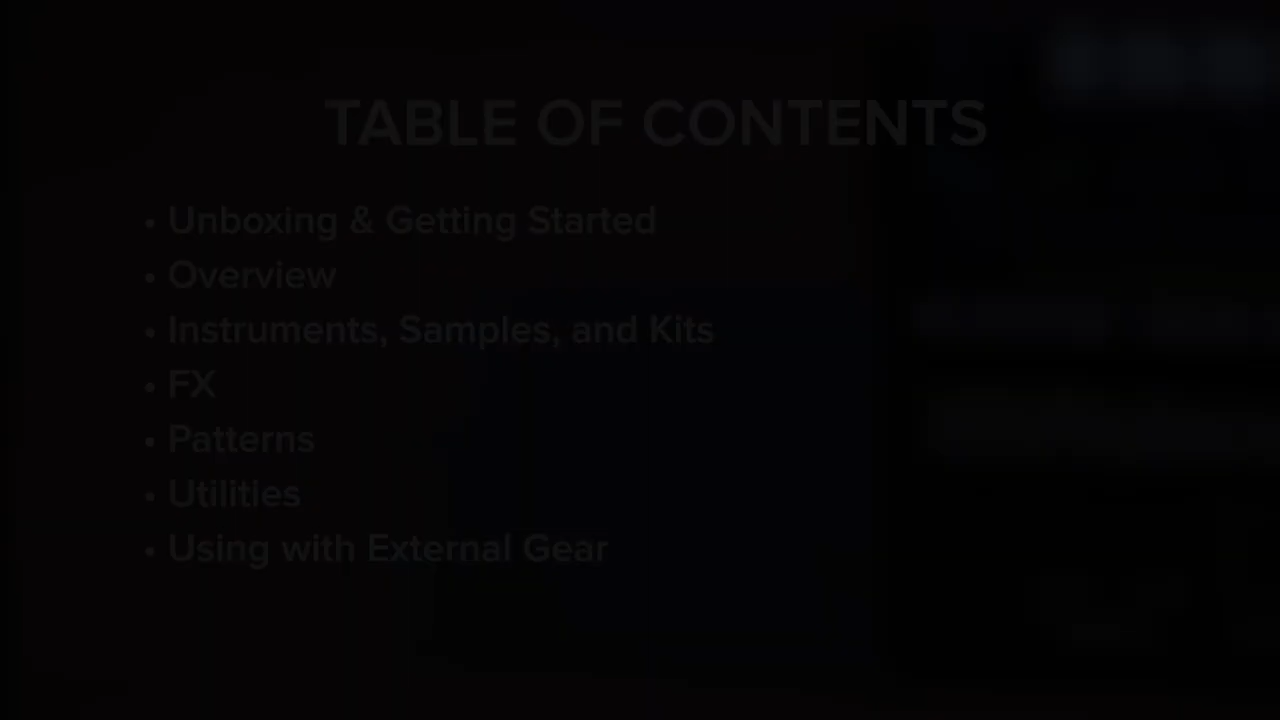 TABLE OF CONTENTS
• Unboxing & Getting Started
• Overview
• Instruments, Samples, and Kits
• FX
• Patterns
• Utilities
• Using with External Gear